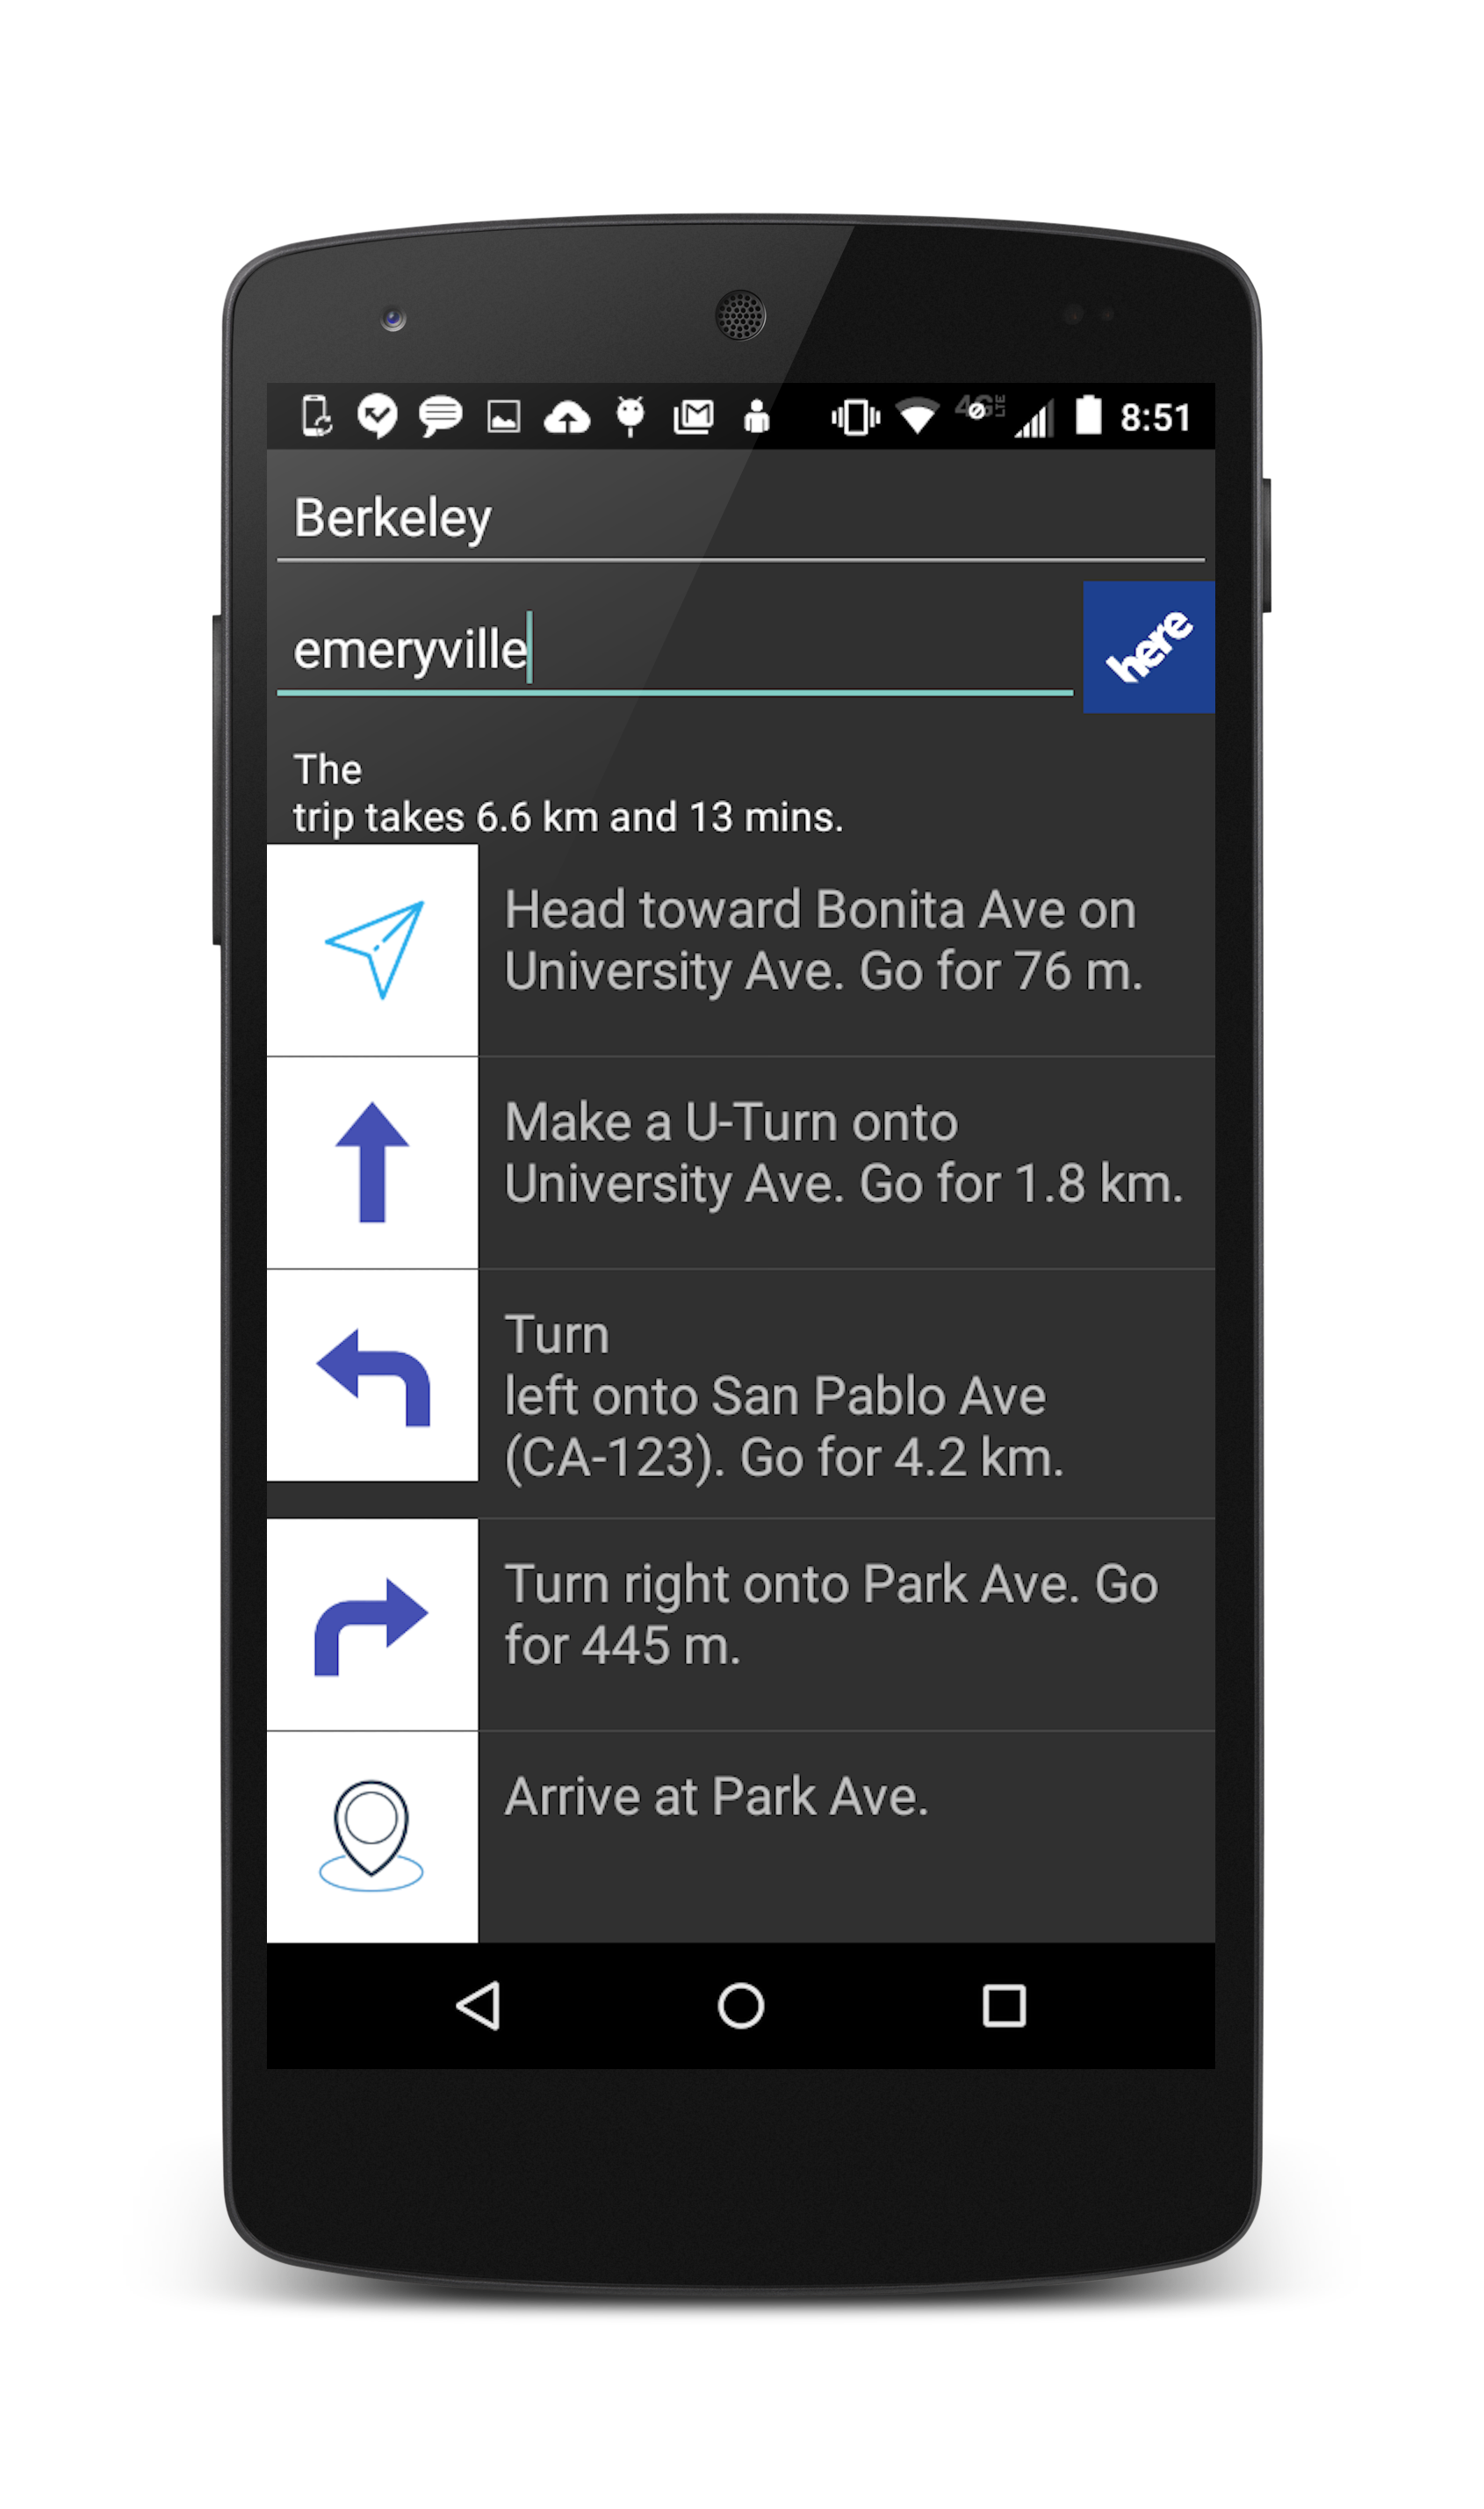 4G LTE 8:51
Berkeley
emeryville
here
The
trip takes 6.6 km and 13 mins.
Head toward Bonita Ave on
University Ave. Go for 76 m.
Make a U-Turn onto
University Ave. Go for 1.8 km.
Turn
left onto San Pablo Ave
(CA-123). Go for 4.2 km.
Turn right onto Park Ave. Go
for 445 m.
Arrive at Park Ave.